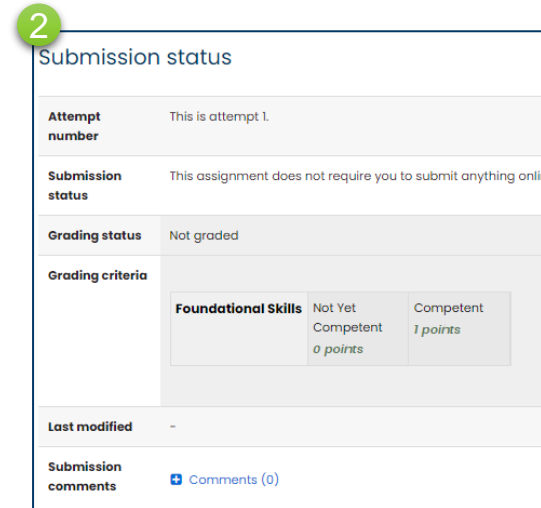 2
Submission status
Attempt number
This is attempt 1.
Submission status
This assignment does not require you to submit anything
Grading status
Not graded
Grading criteria
Foundational Skills
Not Yet Competent
0 points
Competent
1 points
Last modified
-
Submission comments
Comments (0)